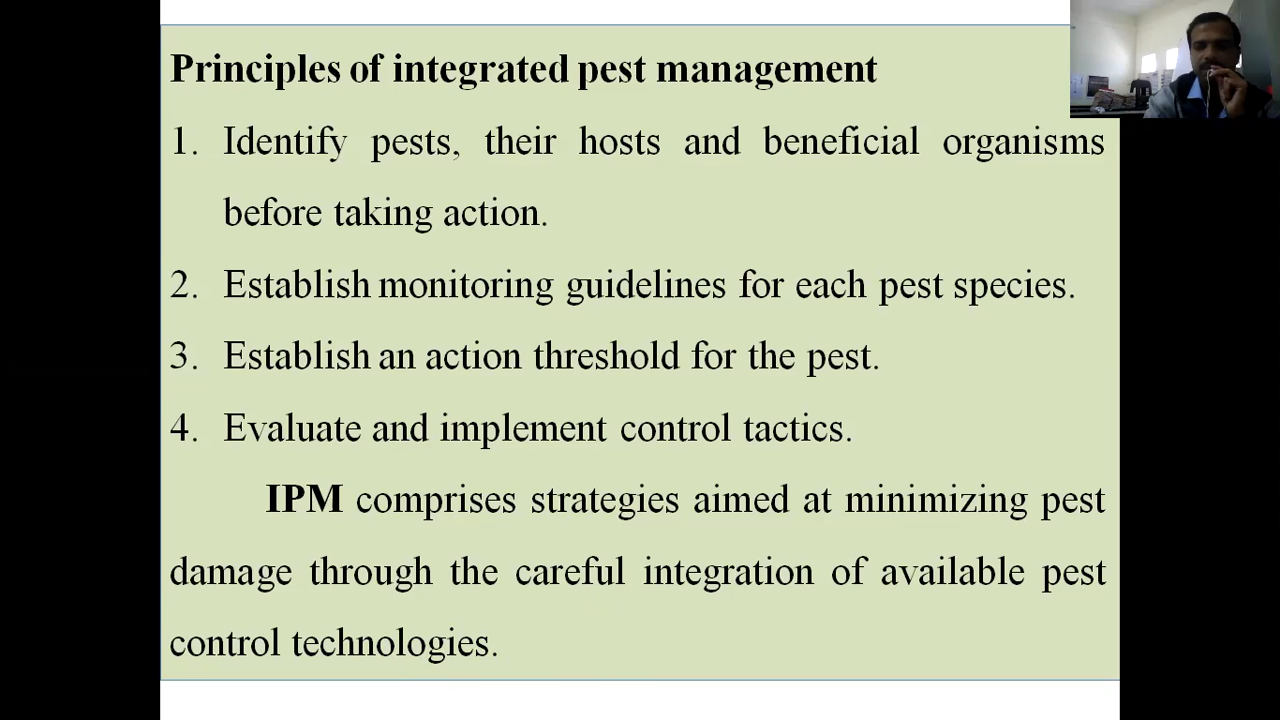 Principles of integrated pest management
1. Identify pests, their hosts and beneficial organisms
before taking action.
2. Establish monitoring guidelines for each pest species.
3. Establish an action threshold for the pest.
4. Evaluate and implement control tactics.
IPM comprises strategies aimed at minimizing pest
damage through the careful integration of available pest
control technologies.